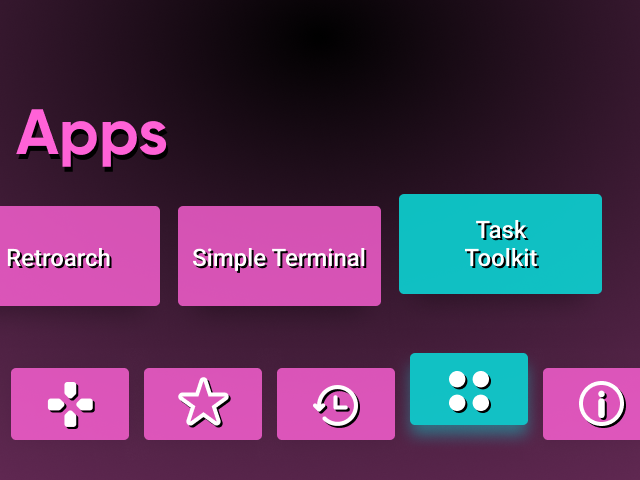 Apps
Retroarch
Simple Terminal
Task
Toolkit